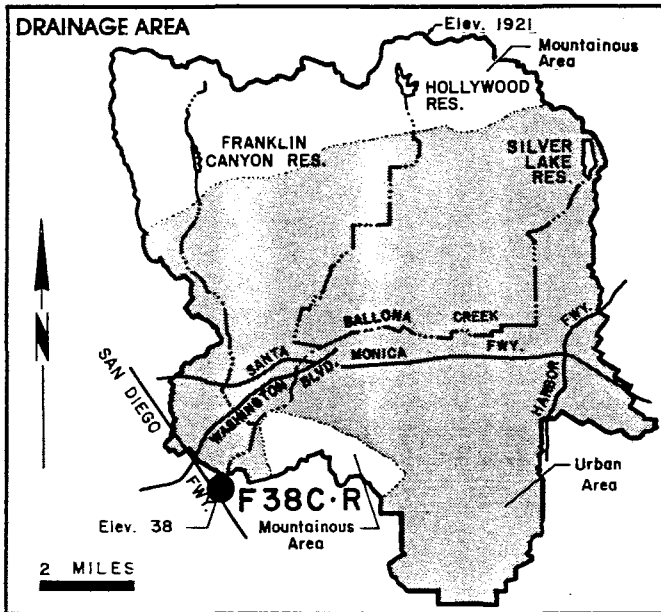 DRAINAGE AREA
Elev. 1921
Mountainous
Area
HOLLYWOOD
RES.
FRANKLIN
CANYON RES.
SILVER
LAKE
RES.
BALLONA CREEK
SANTA MONICA FWY.
WASHINGTON BLVD.
HARBOR FWY.
SAN DIEGO FWY.
N
F38C·R
Elev. 38
Mountainous
Area
Urban
Area
2 MILES